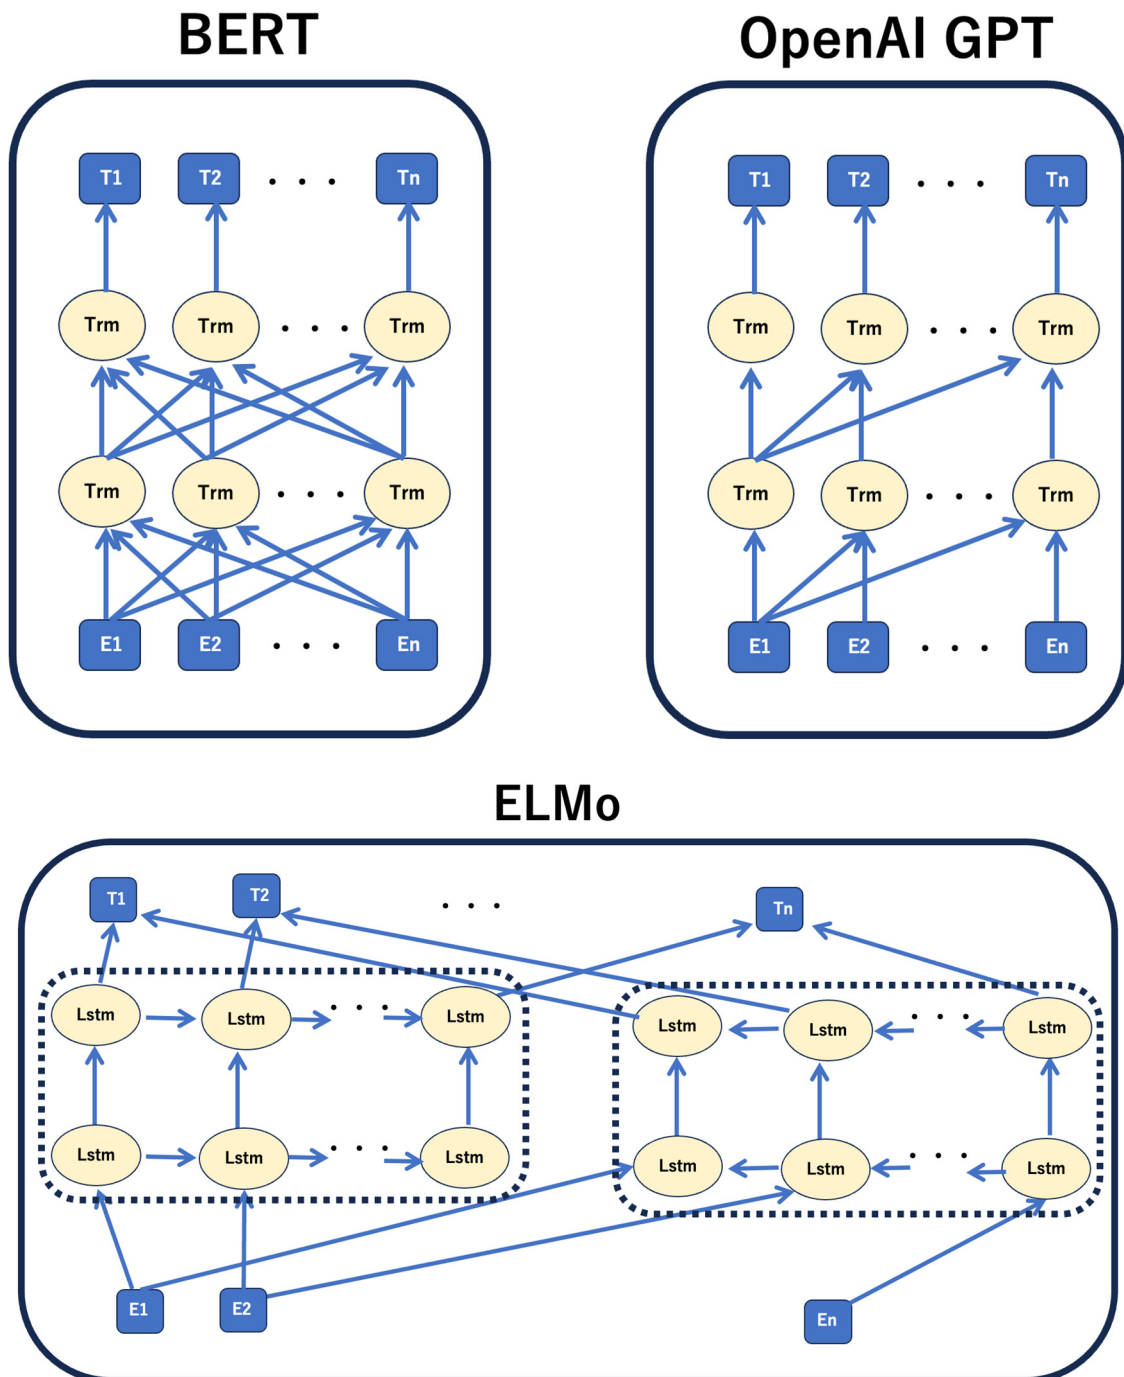 BERT
T1 T2 . . . Tn
Trm Trm . . . Trm
Trm Trm . . . Trm
E1 E2 . . . En
OpenAI GPT
T1 T2 . . . Tn
Trm Trm . . . Trm
Trm Trm . . . Trm
E1 E2 . . . En
ELMo
T1 T2 . . . Tn
Lstm Lstm . . . Lstm Lstm Lstm . . . Lstm
Lstm Lstm . . . Lstm Lstm Lstm . . . Lstm
E1 E2 En